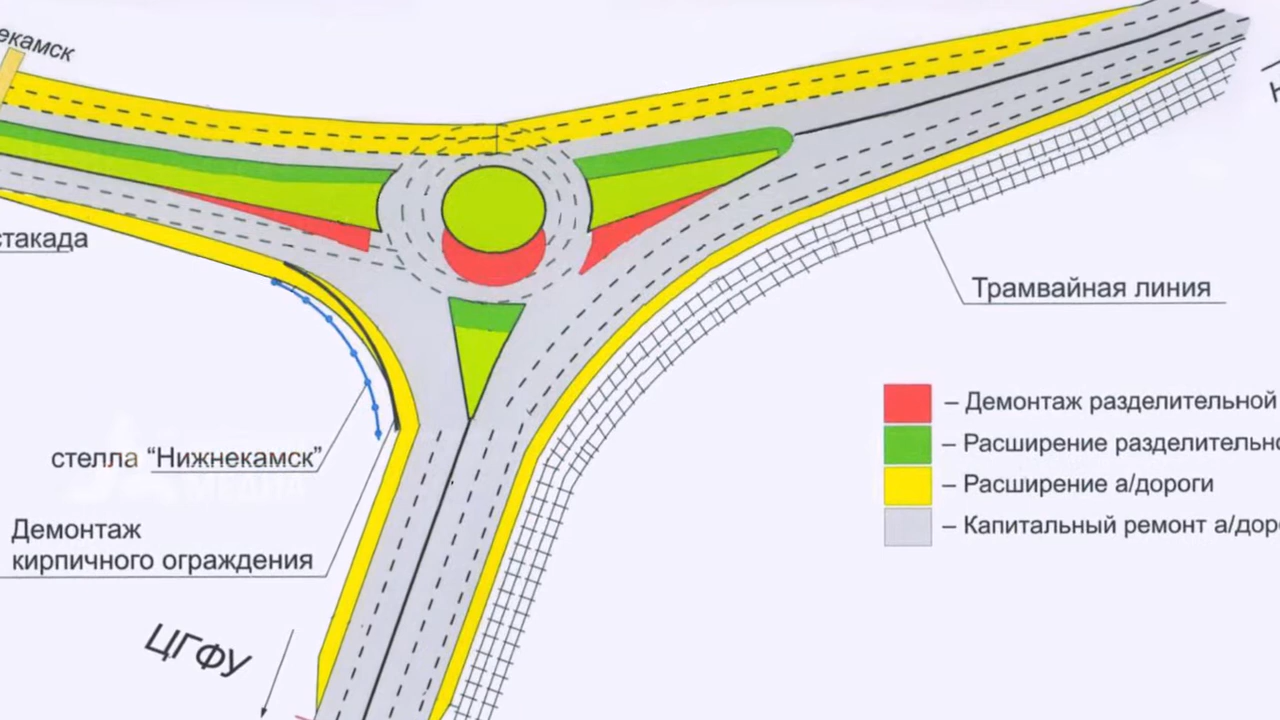 екамск
стакада
Трамвайная линия
– Демонтаж разделительной
– Расширение разделительно
– Расширение а/дороги
– Капитальный ремонт а/доро
стелла “Нижнекамск”
Демонтаж
кирпичного ограждения
ЦГФУ